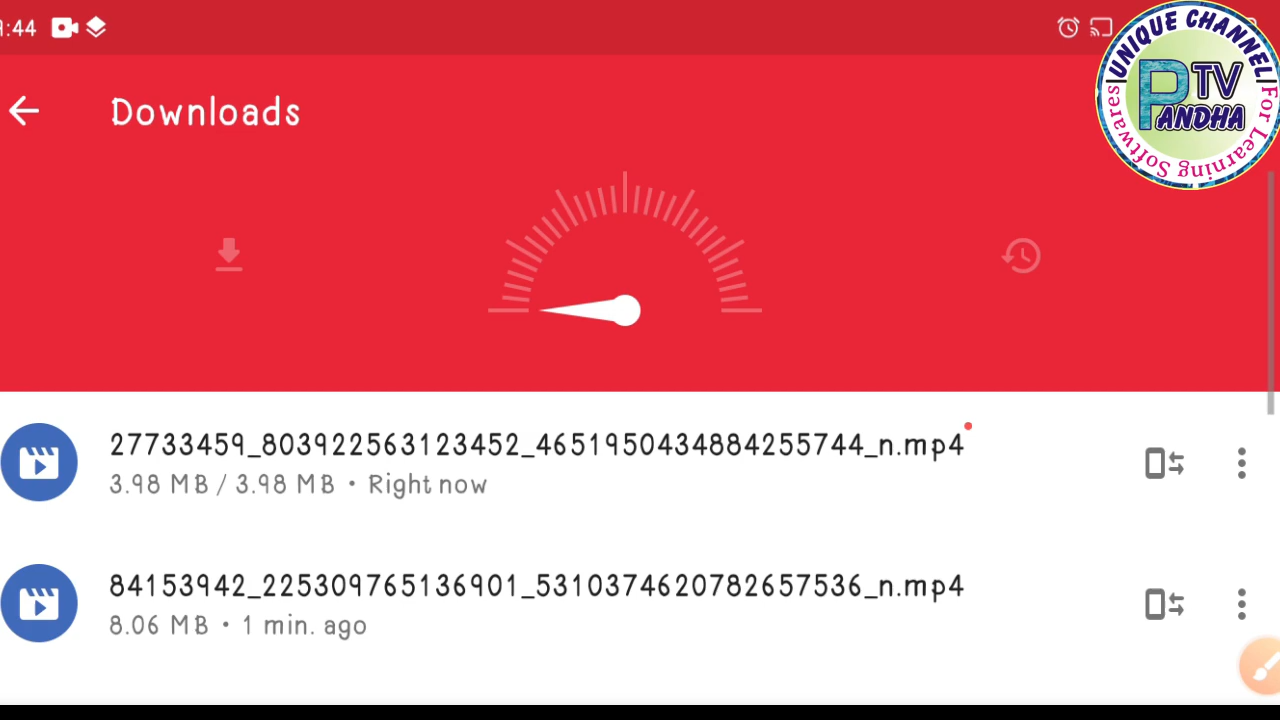 :44
UNIQUE CHANNEL
For Learning Softwares
P TV
PANDHA
Downloads
27733459_803922563123452_4651950434884255744_n.mp4
3.98 MB / 3.98 MB • Right now
84153942_225309765136901_5310374620782657536_n.mp4
8.06 MB • 1 min. ago